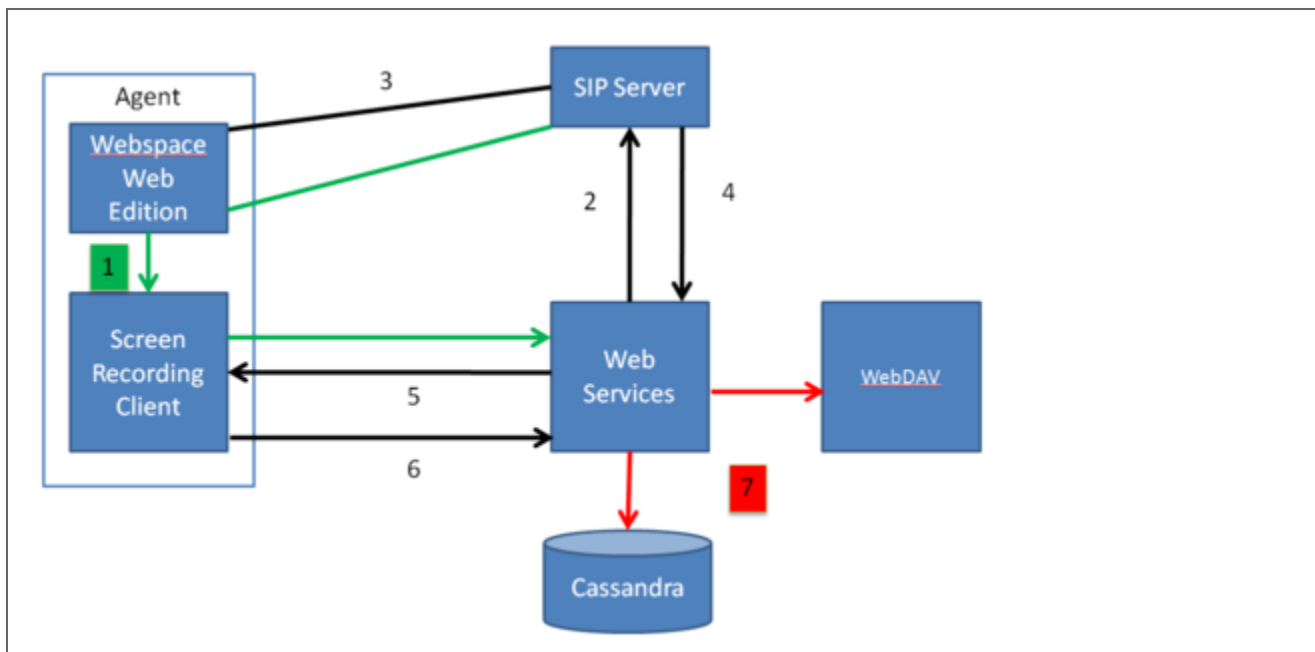 Agent
3
SIP Server
Webspace
Web
Edition
2
4
1
Screen
Recording
Client
Web
Services
WebDAV
5
6
7
Cassandra